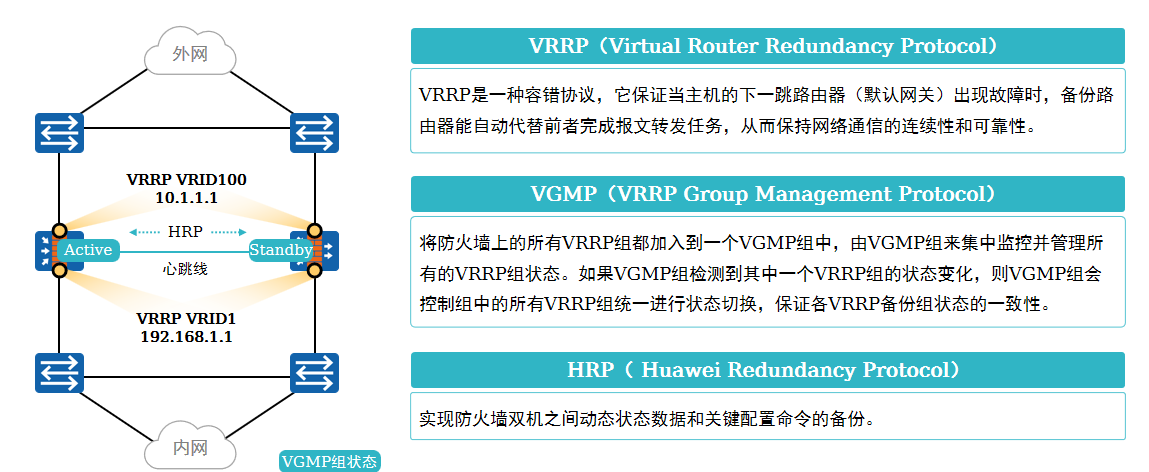 外网
VRRP VRID100
10.1.1.1
HRP
Active
Standby
心跳线
VRRP VRID1
192.168.1.1
内网
VGMP组状态
VRRP（Virtual Router Redundancy Protocol）
VRRP是一种容错协议，它保证当主机的下一跳路由器（默认网关）出现故障时，备份路
由器能自动代替前者完成报文转发任务，从而保持网络通信的连续性和可靠性。
VGMP（VRRP Group Management Protocol）
将防火墙上的所有VRRP组都加入到一个VGMP组中，由VGMP组来集中监控并管理所
有的VRRP组状态。如果VGMP组检测到其中一个VRRP组的状态变化，则VGMP组会
控制组中的所有VRRP组统一进行状态切换，保证各VRRP备份组状态的一致性。
HRP（ Huawei Redundancy Protocol）
实现防火墙双机之间动态状态数据和关键配置命令的备份。